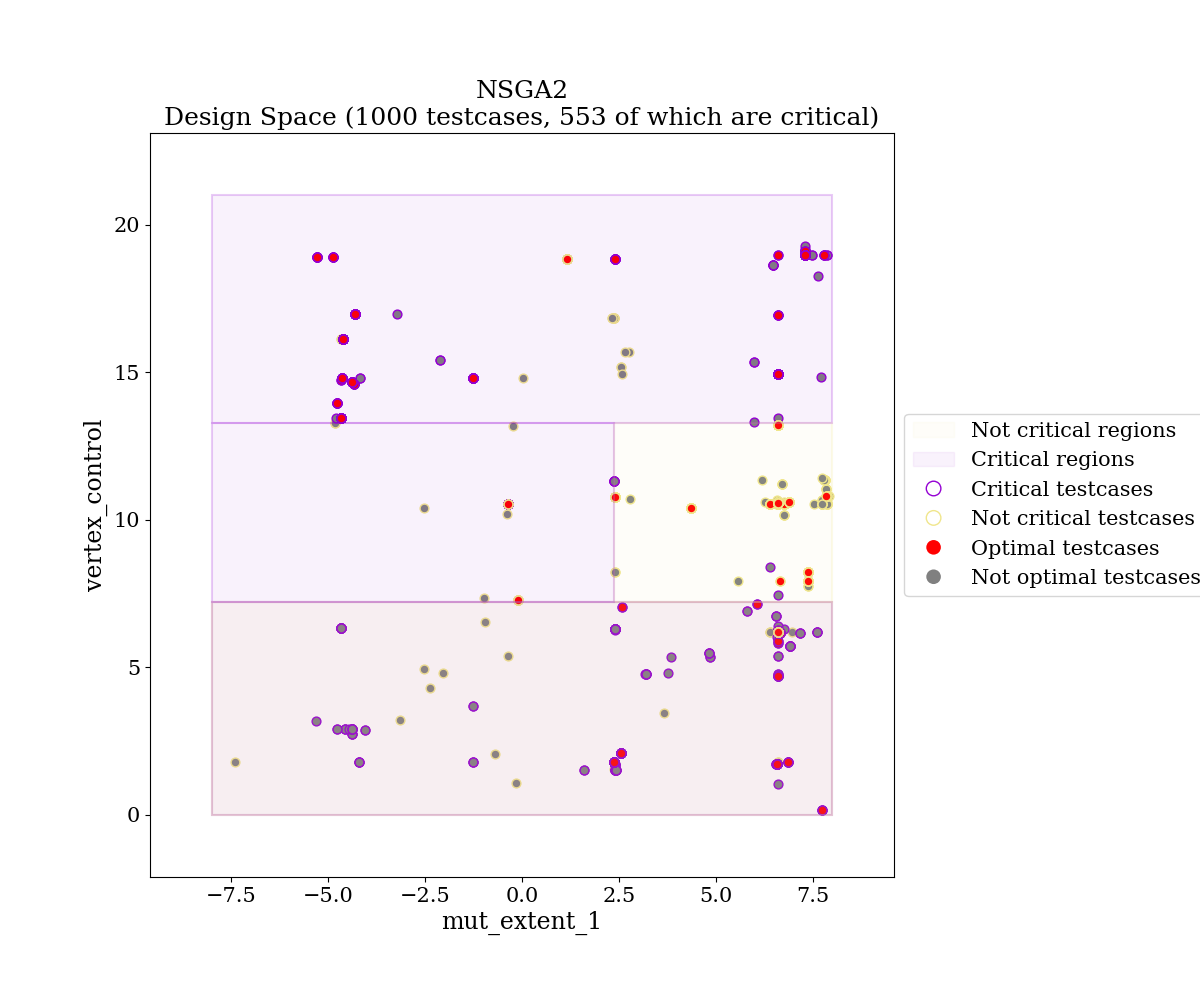 NSGA2
Design Space (1000 testcases, 553 of which are critical)
20
15
10
5
0
vertex_control
−7.5 −5.0 −2.5 0.0 2.5 5.0 7.5
mut_extent_1
Not critical regions
Critical regions
Critical testcases
Not critical testcases
Optimal testcases
Not optimal testcases